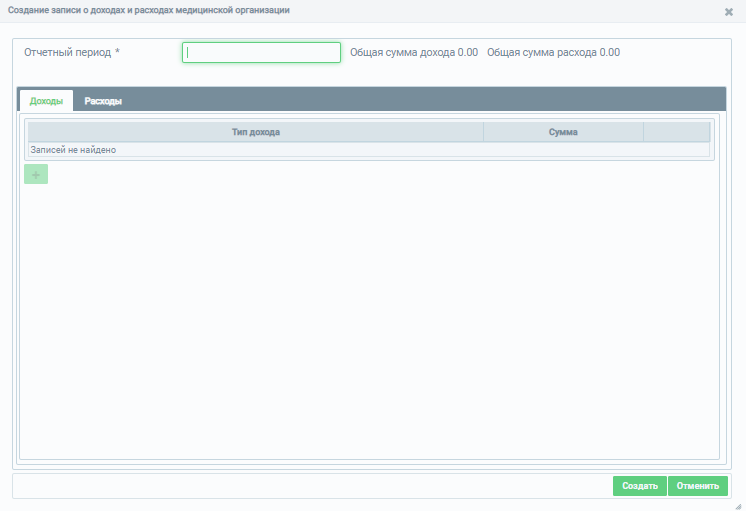 Создание записи о доходах и расходах медицинской организации
Отчетный период * Общая сумма дохода 0.00 Общая сумма расхода 0.00
Доходы Расходы
Тип дохода Сумма
Записей не найдено
+
Создать Отменить